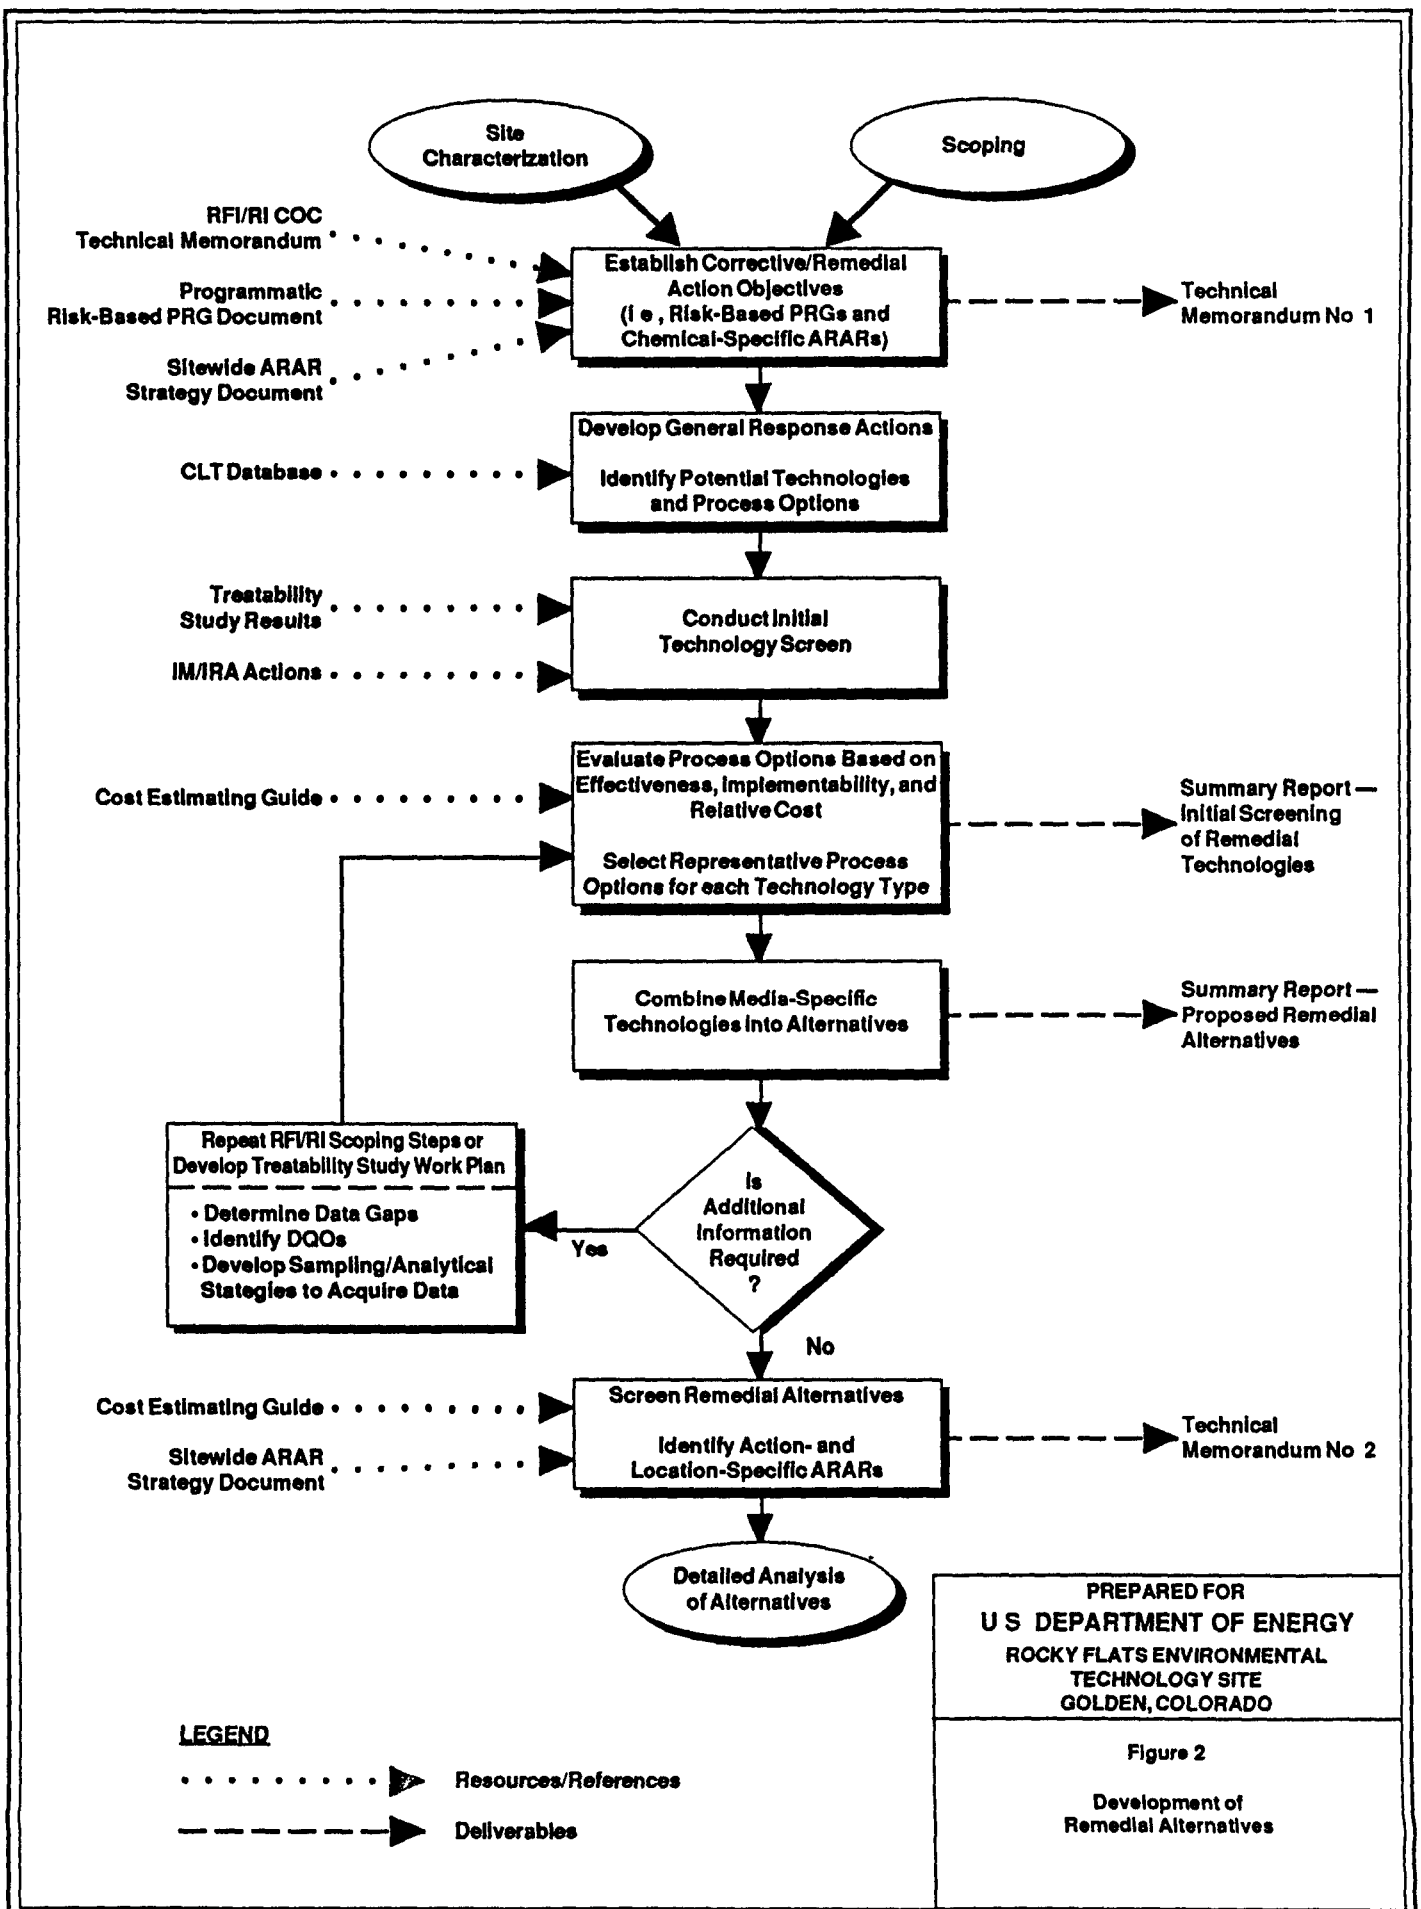 Site
Characterization
Scoping
RFI/RI COC
Technical Memorandum
Programmatic
Risk-Based PRG Document
Sitewide ARAR
Strategy Document
Establish Corrective/Remedial
Action Objectives
(i e , Risk-Based PRGs and
Chemical-Specific ARARs)
Technical
Memorandum No 1
CLT Database
Develop General Response Actions
Identify Potential Technologies
and Process Options
Treatability
Study Results
IM/IRA Actions
Conduct Initial
Technology Screen
Cost Estimating Guide
Evaluate Process Options Based on
Effectiveness, Implementability, and
Relative Cost
Select Representative Process
Options for each Technology Type
Summary Report —
Initial Screening
of Remedial
Technologies
Combine Media-Specific
Technologies into Alternatives
Summary Report —
Proposed Remedial
Alternatives
Repeat RFI/RI Scoping Steps or
Develop Treatability Study Work Plan
• Determine Data Gaps
• Identify DQOs
• Develop Sampling/Analytical
Stategies to Acquire Data
Yes
Is
Additional
Information
Required
?
No
Cost Estimating Guide
Sitewide ARAR
Strategy Document
Screen Remedial Alternatives
Identify Action- and
Location-Specific ARARs
Technical
Memorandum No 2
Detailed Analysis
of Alternatives
PREPARED FOR
U S DEPARTMENT OF ENERGY
ROCKY FLATS ENVIRONMENTAL
TECHNOLOGY SITE
GOLDEN, COLORADO
Figure 2
Development of
Remedial Alternatives
LEGEND
Resources/References
Deliverables